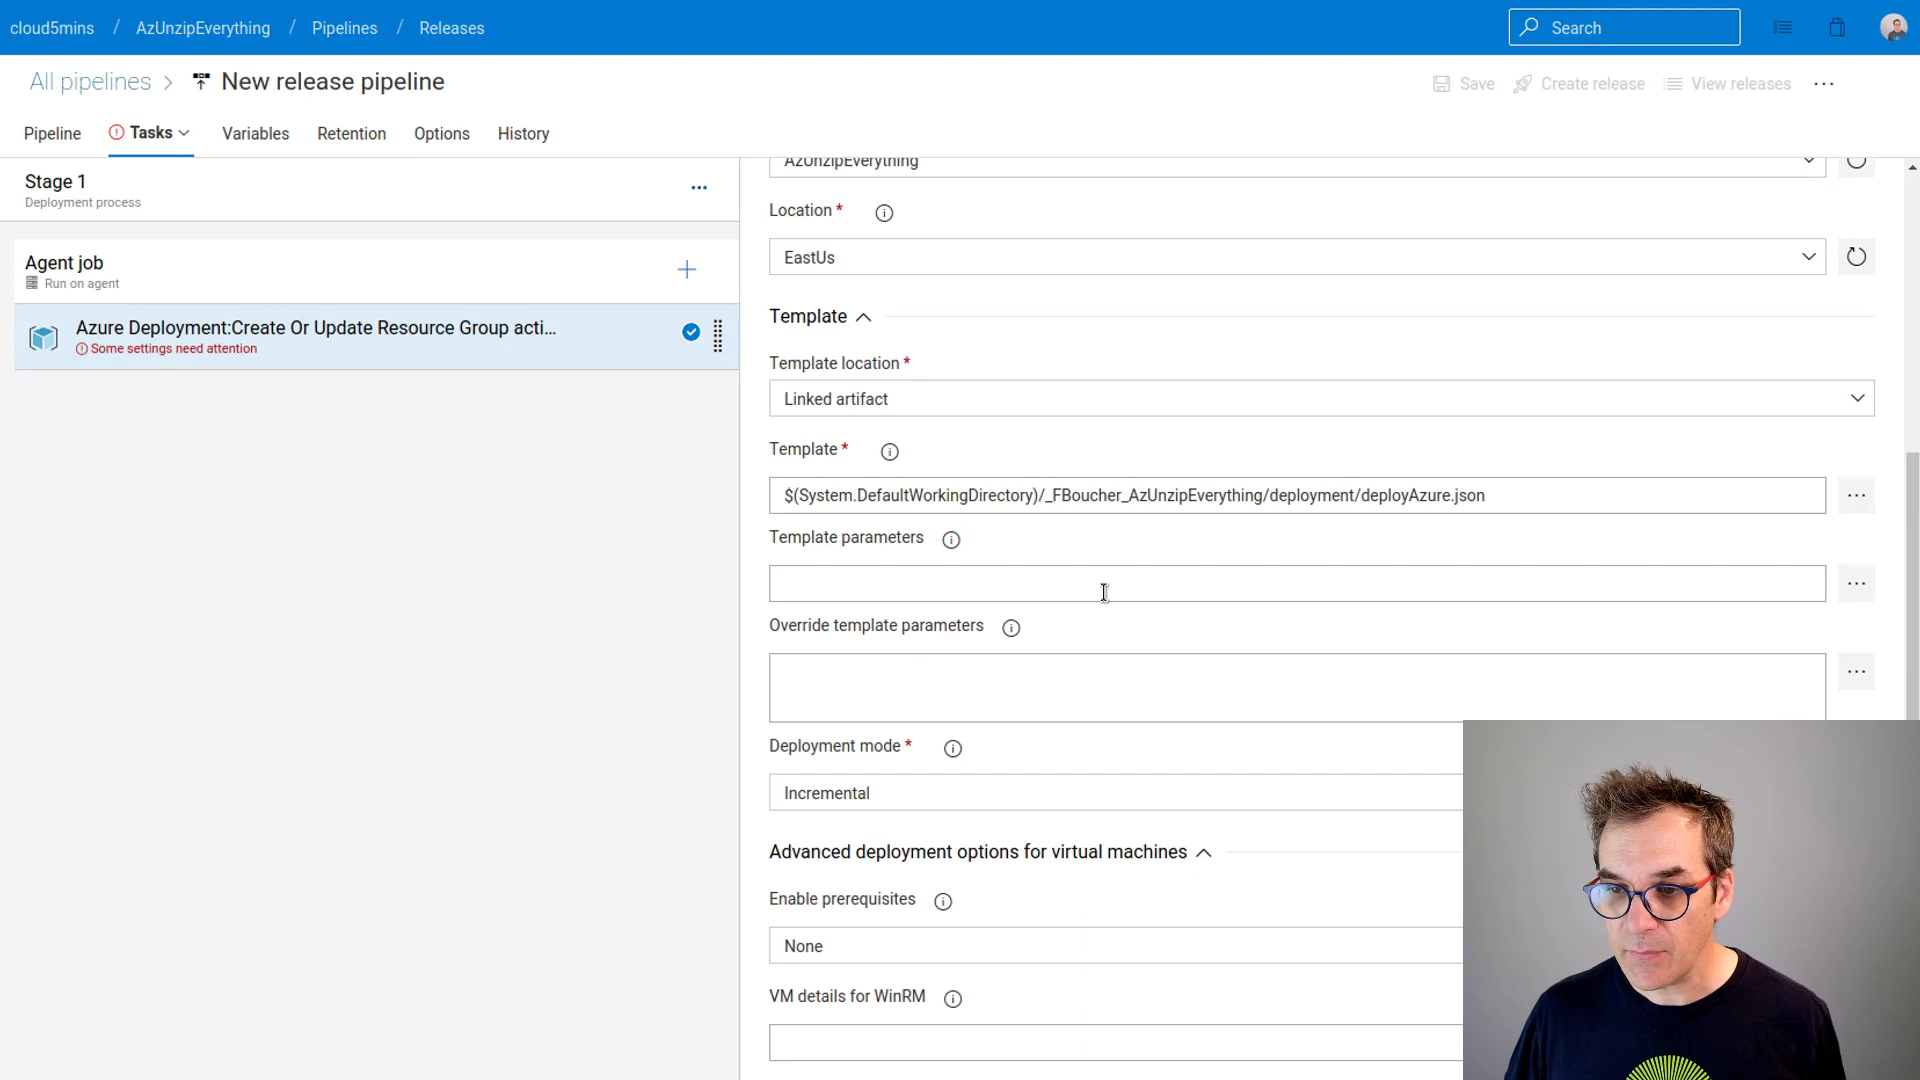 cloud5mins / AzUnzipEverything / Pipelines / Releases
Search
All pipelines > New release pipeline
Save Create release View releases ...
Pipeline Tasks Variables Retention Options History
Stage 1
Deployment process
Agent job
Run on agent
Azure Deployment:Create Or Update Resource Group acti...
Some settings need attention
AzUnzipEverything
Location *
EastUs
Template
Template location *
Linked artifact
Template *
$(System.DefaultWorkingDirectory)/_FBoucher_AzUnzipEverything/deployment/deployAzure.json
Template parameters
Override template parameters
Deployment mode *
Incremental
Advanced deployment options for virtual machines
Enable prerequisites
None
VM details for WinRM